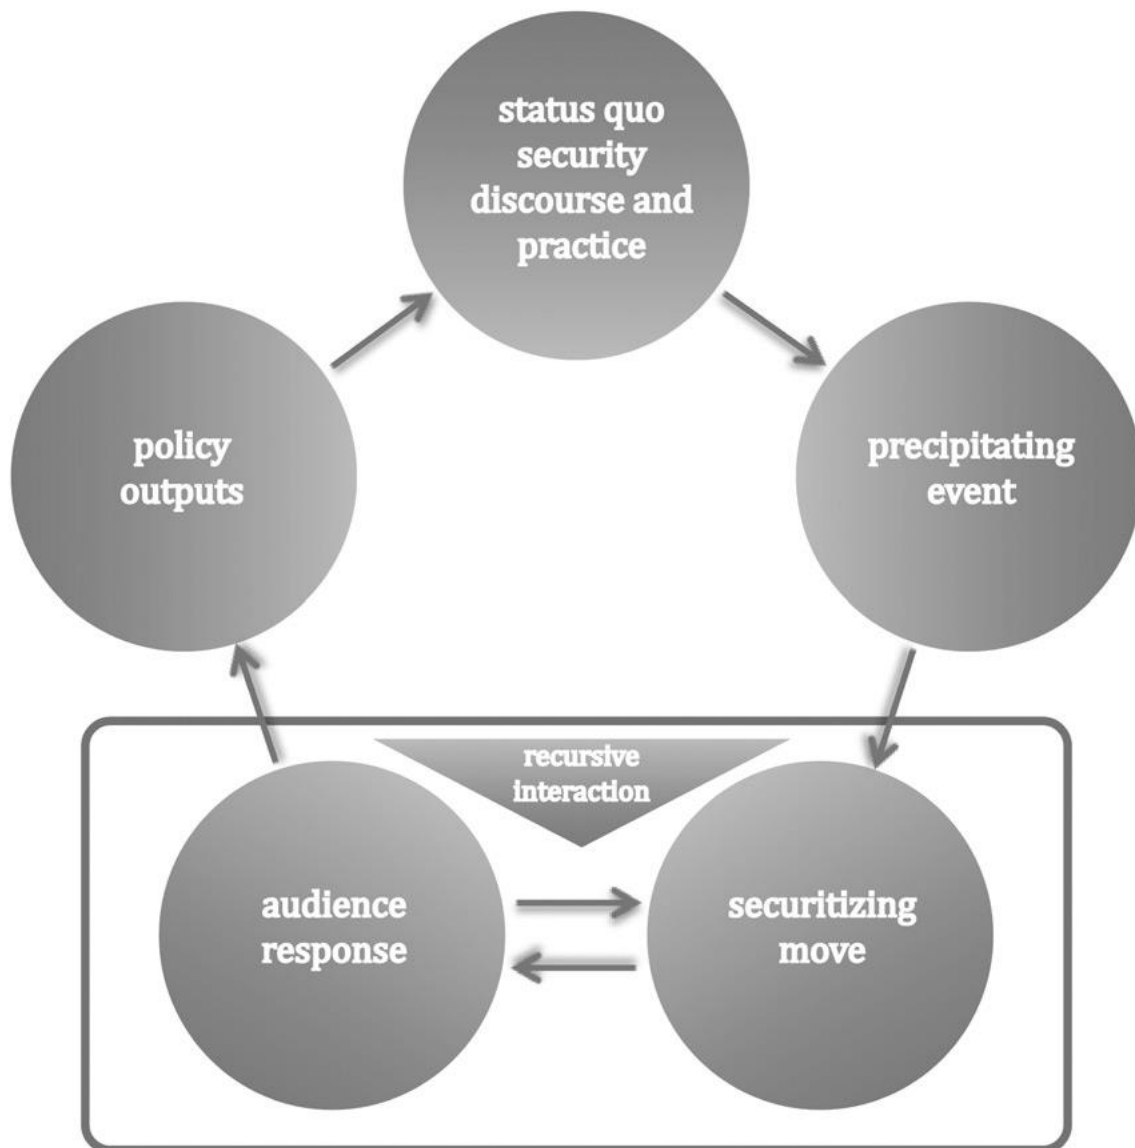 status quo
security
discourse and
practice
precipitating
event
policy
outputs
recursive
interaction
audience
response
securitizing
move